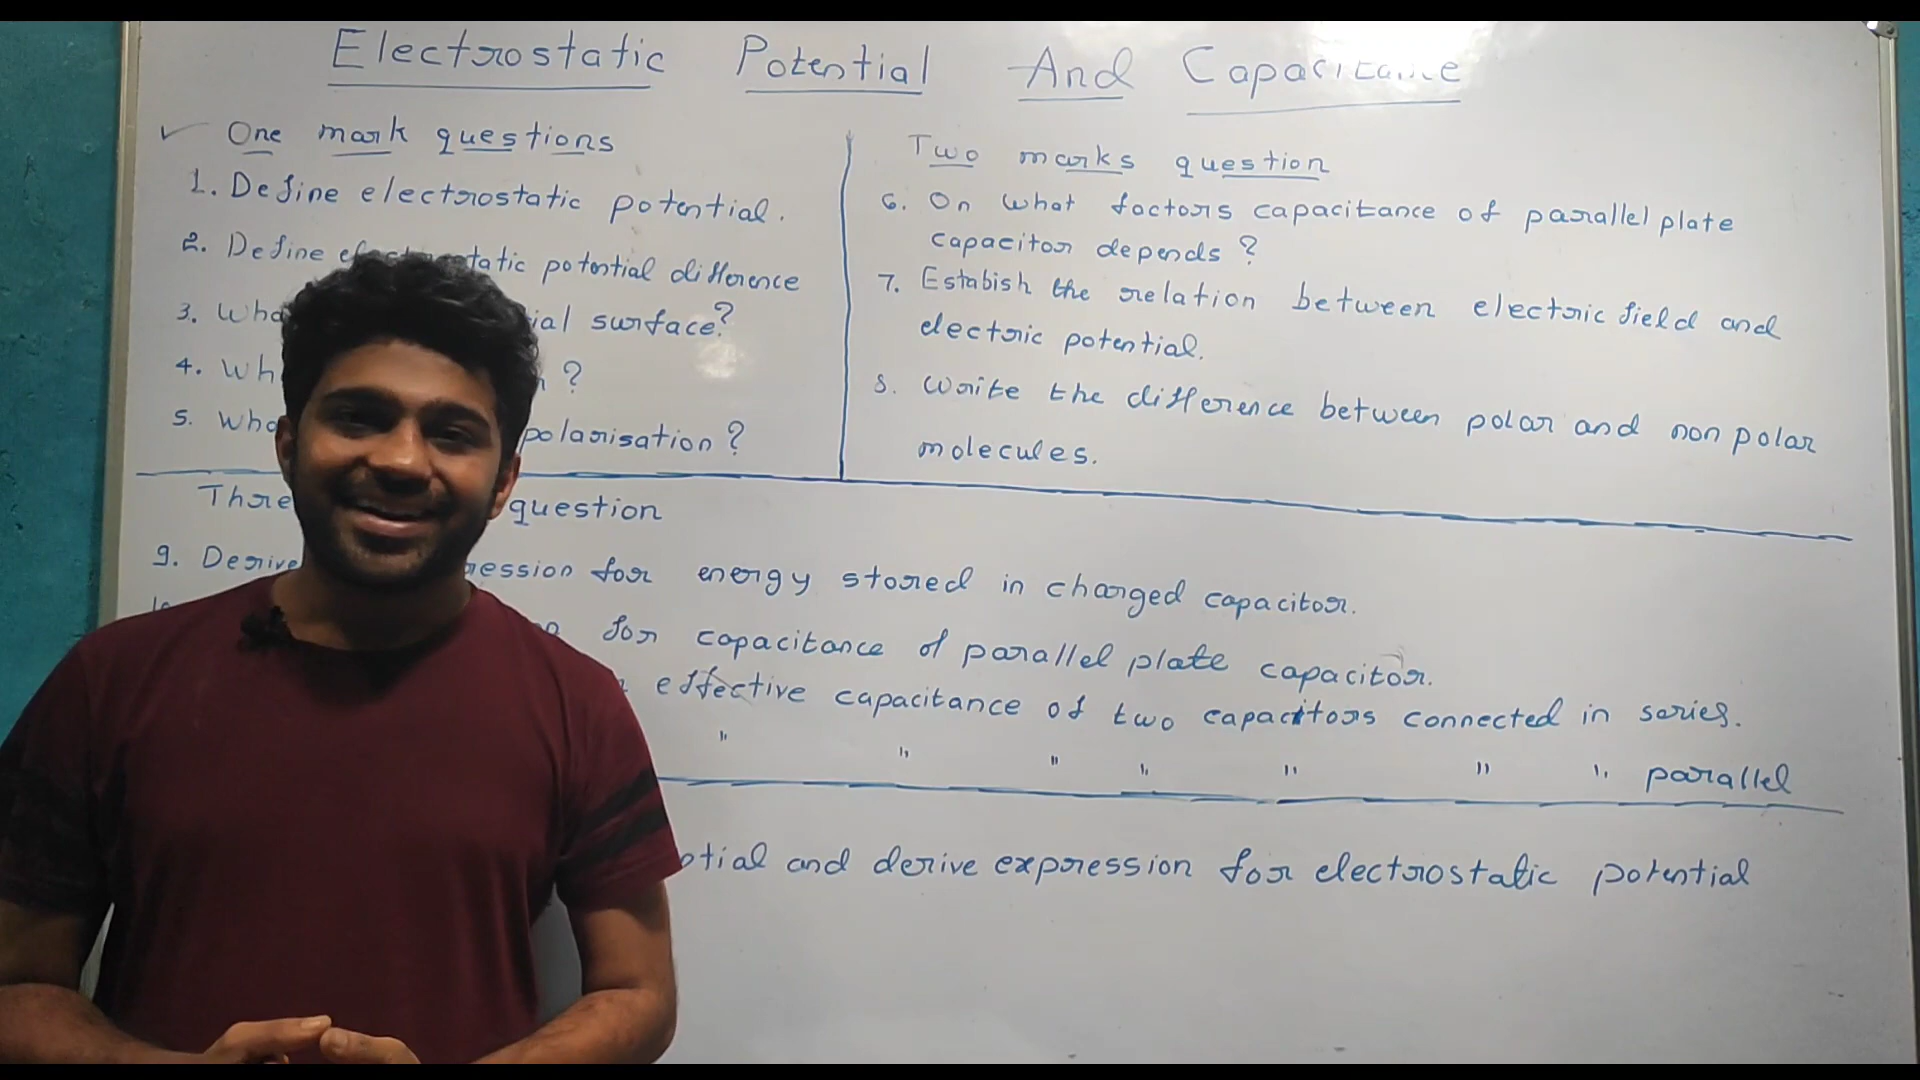 Electrostatic Potential And Capacitance
✓ One mark questions
1. Define electrostatic potential.
2. Define electrostatic potential difference
3. Wha ial surface?
4. Wh n ?
5. Wha polarisation ?
Two marks question
6. On what factors capacitance of parallel plate
capacitor depends ?
7. Estabish the relation between electric field and
electric potential.
8. Write the difference between polar and non polar
molecules.
Thre question
9. Derive ression for energy stored in charged capacitor.
10 for capacitance of parallel plate capacitor.
effective capacitance of two capacitors connected in series.
" " " " " " " parallel
otial and derive expression for electrostatic potential